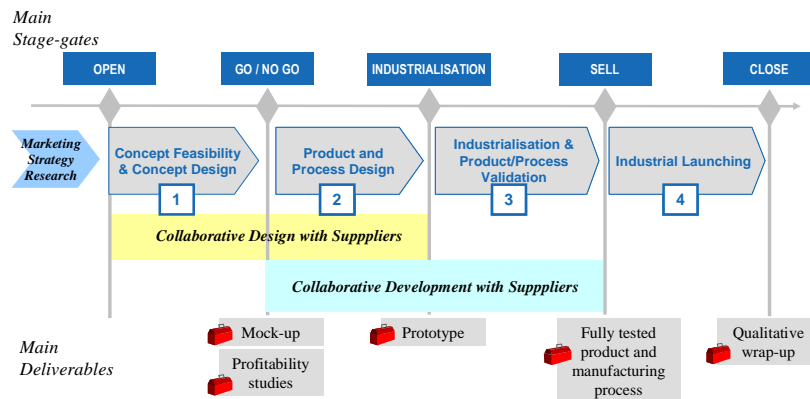 Main
Stage-gates
OPEN
GO / NO GO
INDUSTRIALISATION
SELL
CLOSE
Marketing
Strategy
Research
Concept Feasibility
& Concept Design
1
Product and
Process Design
2
Industrialisation &
Product/Process
Validation
3
Industrial Launching
4
Collaborative Design with Supppliers
Collaborative Development with Supppliers
Main
Deliverables
Mock-up
Profitability
studies
Prototype
Fully tested
product and
manufacturing
process
Qualitative
wrap-up